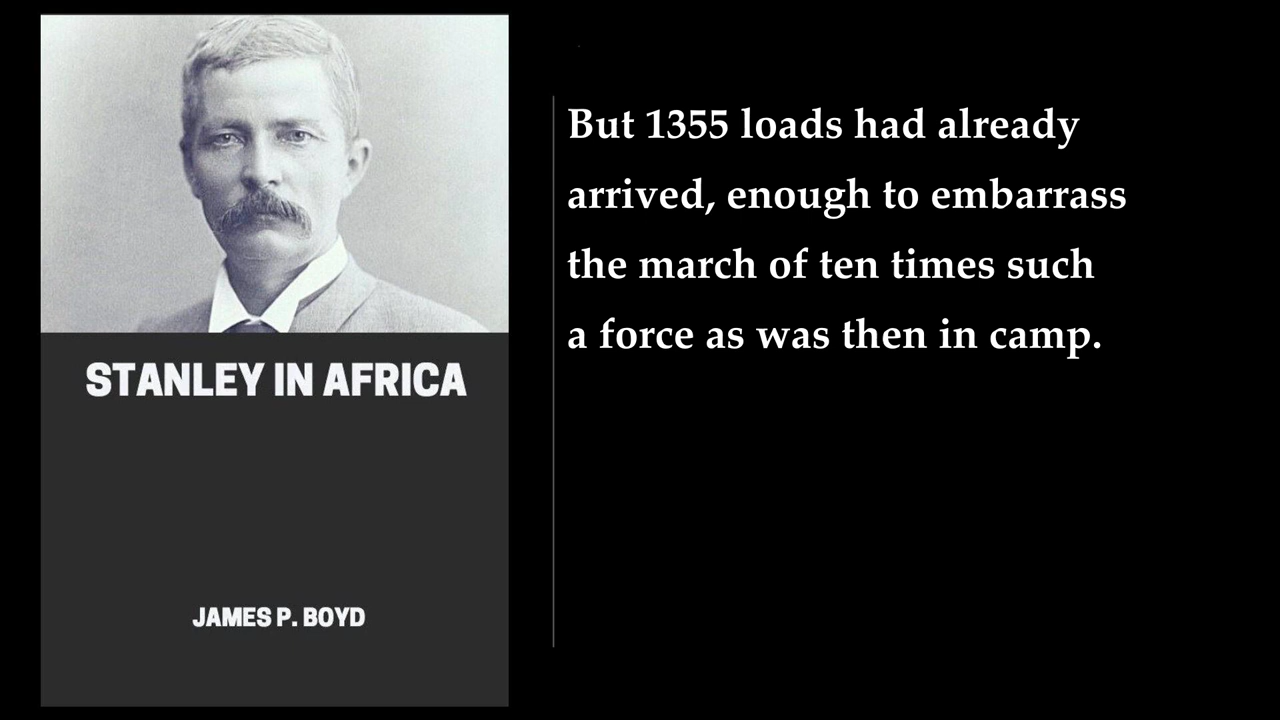 STANLEY IN AFRICA
JAMES P. BOYD
But 1355 loads had already
arrived, enough to embarrass
the march of ten times such
a force as was then in camp.